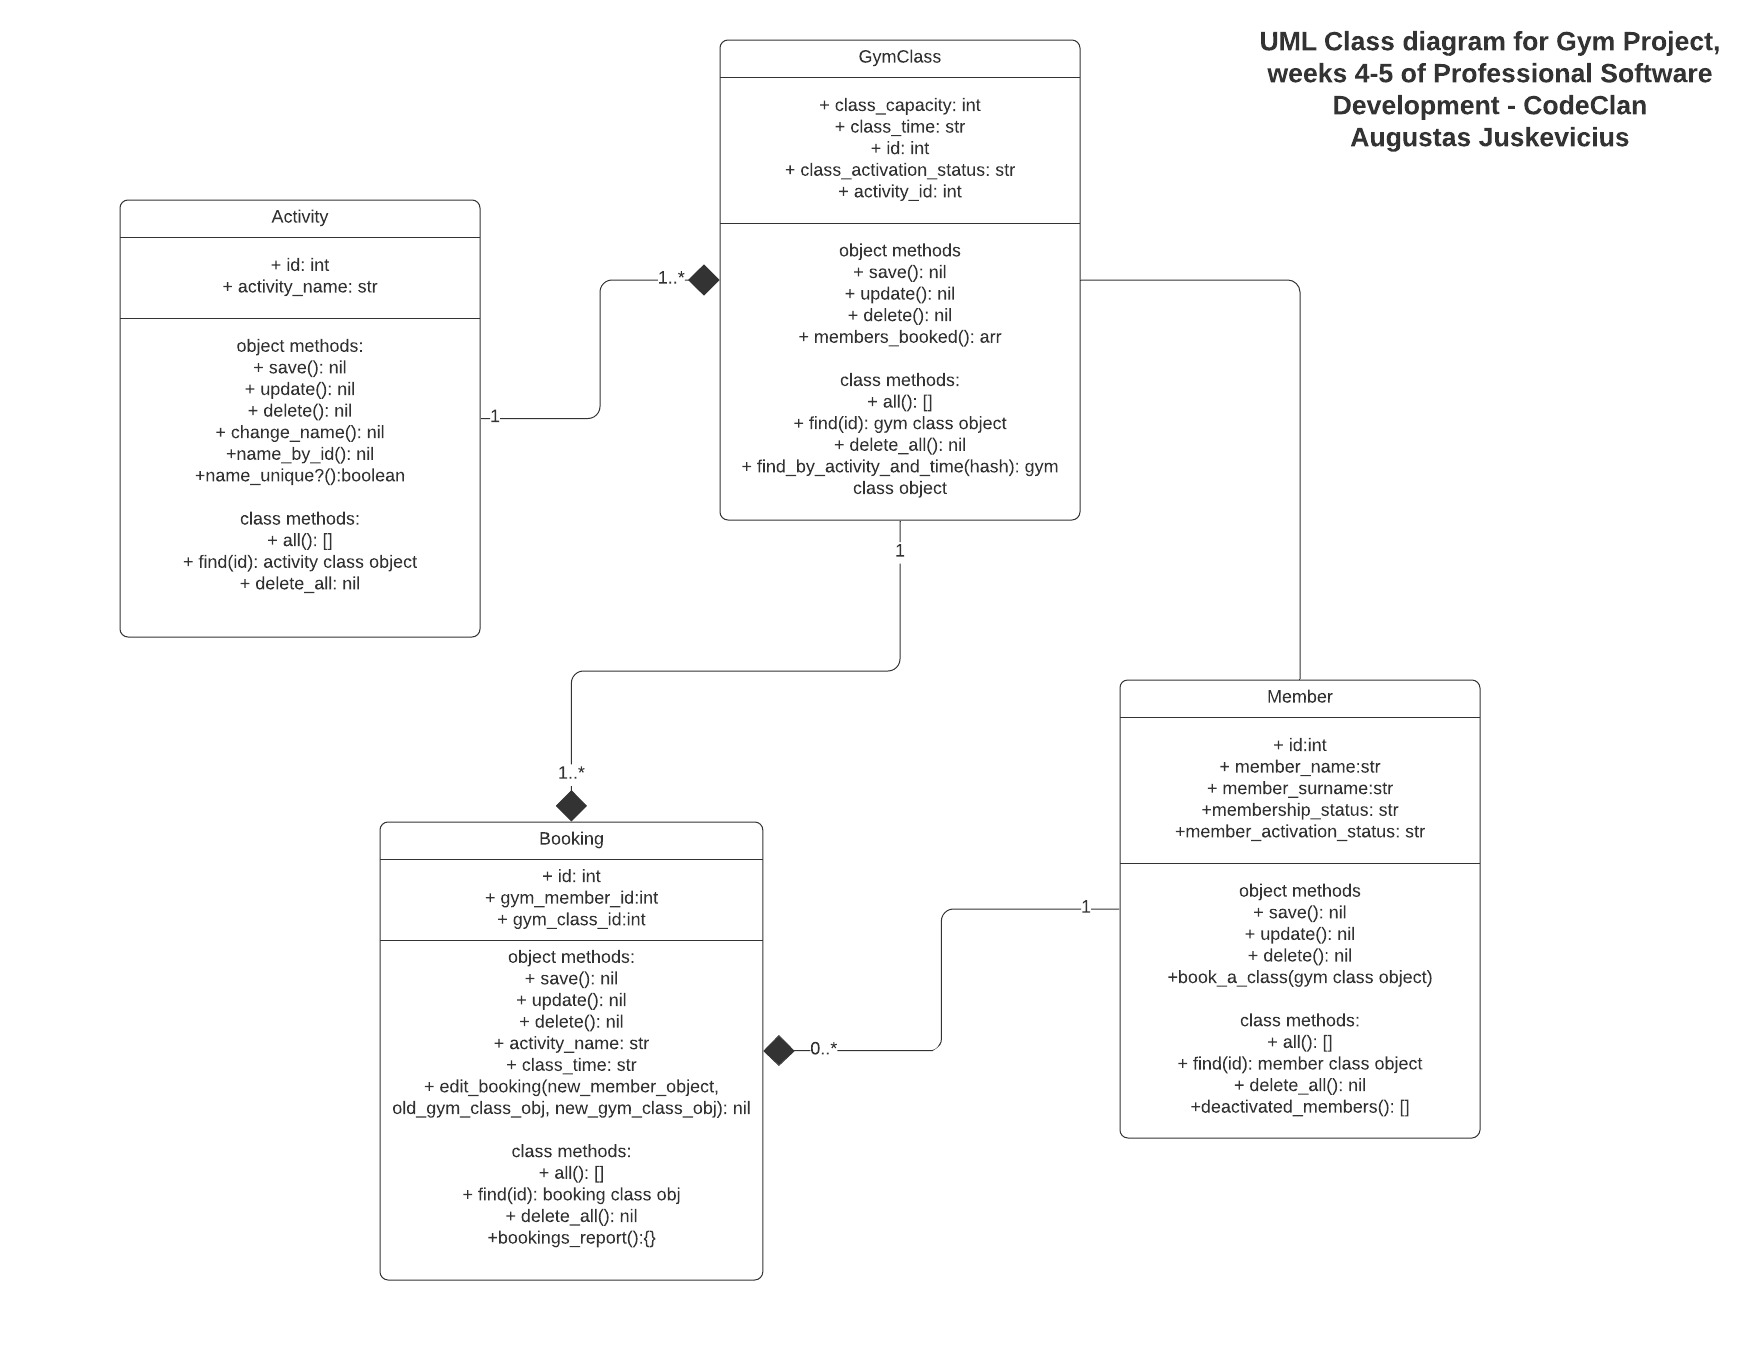 UML Class diagram for Gym Project,
weeks 4-5 of Professional Software
Development - CodeClan
Augustas Juskevicius
GymClass
+ class_capacity: int
+ class_time: str
+ id: int
+ class_activation_status: str
+ activity_id: int
object methods
+ save(): nil
+ update(): nil
+ delete(): nil
+ members_booked(): arr
class methods:
+ all(): []
+ find(id): gym class object
+ delete_all(): nil
+ find_by_activity_and_time(hash): gym
class object
Activity
+ id: int
+ activity_name: str
object methods:
+ save(): nil
+ update(): nil
+ delete(): nil
+ change_name(): nil
+name_by_id(): nil
+name_unique?():boolean
class methods:
+ all(): []
+ find(id): activity class object
+ delete_all: nil
1..*
1
1
1..*
Booking
+ id: int
+ gym_member_id:int
+ gym_class_id:int
object methods:
+ save(): nil
+ update(): nil
+ delete(): nil
+ activity_name: str
+ class_time: str
+ edit_booking(new_member_object,
old_gym_class_obj, new_gym_class_obj): nil
class methods:
+ all(): []
+ find(id): booking class obj
+ delete_all(): nil
+bookings_report():{}
1
0..*
Member
+ id:int
+ member_name:str
+ member_surname:str
+membership_status: str
+member_activation_status: str
object methods
+ save(): nil
+ update(): nil
+ delete(): nil
+book_a_class(gym class object)
class methods:
+ all(): []
+ find(id): member class object
+ delete_all(): nil
+deactivated_members(): []